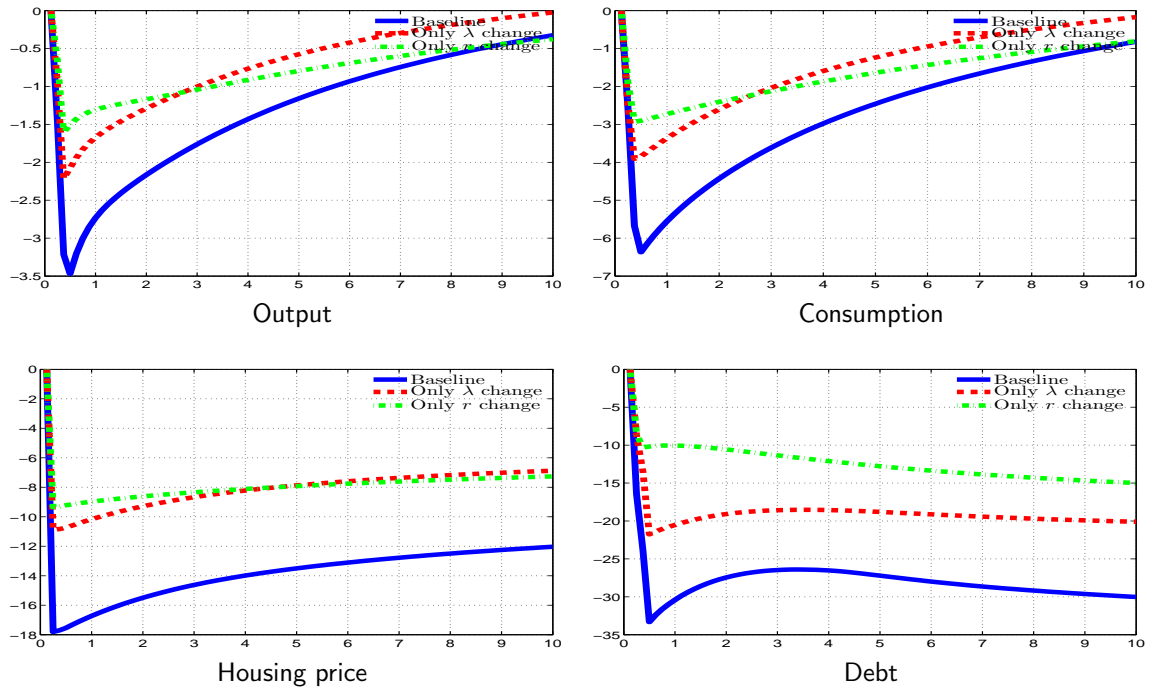 0
−0.5
−1
−1.5
−2
−2.5
−3
−3.5
0 1 2 3 4 5 6 7 8 9 10
Baseline
Only λ change
Only r change
Output
0
−1
−2
−3
−4
−5
−6
−7
0 1 2 3 4 5 6 7 8 9 10
Baseline
Only λ change
Only r change
Consumption
0
−2
−4
−6
−8
−10
−12
−14
−16
−18
0 1 2 3 4 5 6 7 8 9 10
Baseline
Only λ change
Only r change
Housing price
0
−5
−10
−15
−20
−25
−30
−35
0 1 2 3 4 5 6 7 8 9 10
Baseline
Only λ change
Only r change
Debt